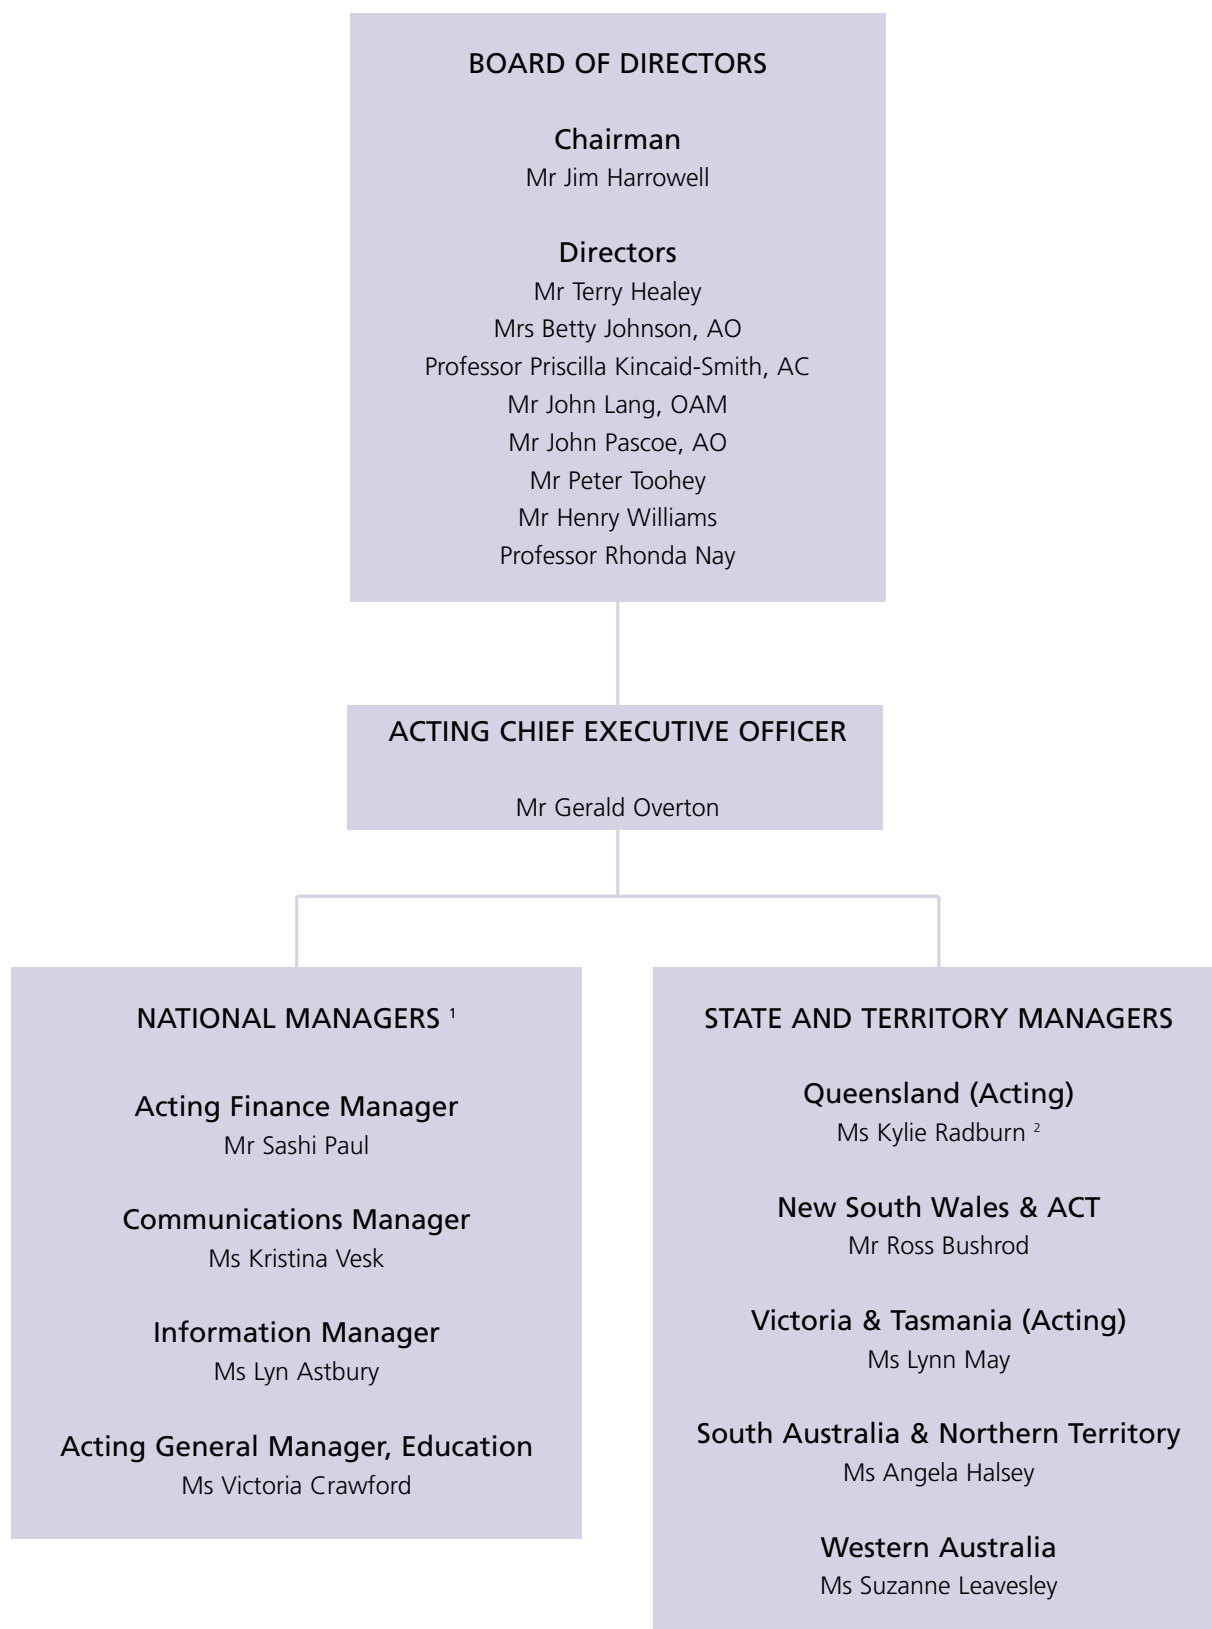 BOARD OF DIRECTORS
Chairman
Mr Jim Harrowell
Directors
Mr Terry Healey
Mrs Betty Johnson, AO
Professor Priscilla Kincaid-Smith, AC
Mr John Lang, OAM
Mr John Pascoe, AO
Mr Peter Toohey
Mr Henry Williams
Professor Rhonda Nay
ACTING CHIEF EXECUTIVE OFFICER
Mr Gerald Overton
NATIONAL MANAGERS 1
Acting Finance Manager
Mr Sashi Paul
Communications Manager
Ms Kristina Vesk
Information Manager
Ms Lyn Astbury
Acting General Manager, Education
Ms Victoria Crawford
STATE AND TERRITORY MANAGERS
Queensland (Acting)
Ms Kylie Radburn 2
New South Wales & ACT
Mr Ross Bushrod
Victoria & Tasmania (Acting)
Ms Lynn May
South Australia & Northern Territory
Ms Angela Halsey
Western Australia
Ms Suzanne Leavesley